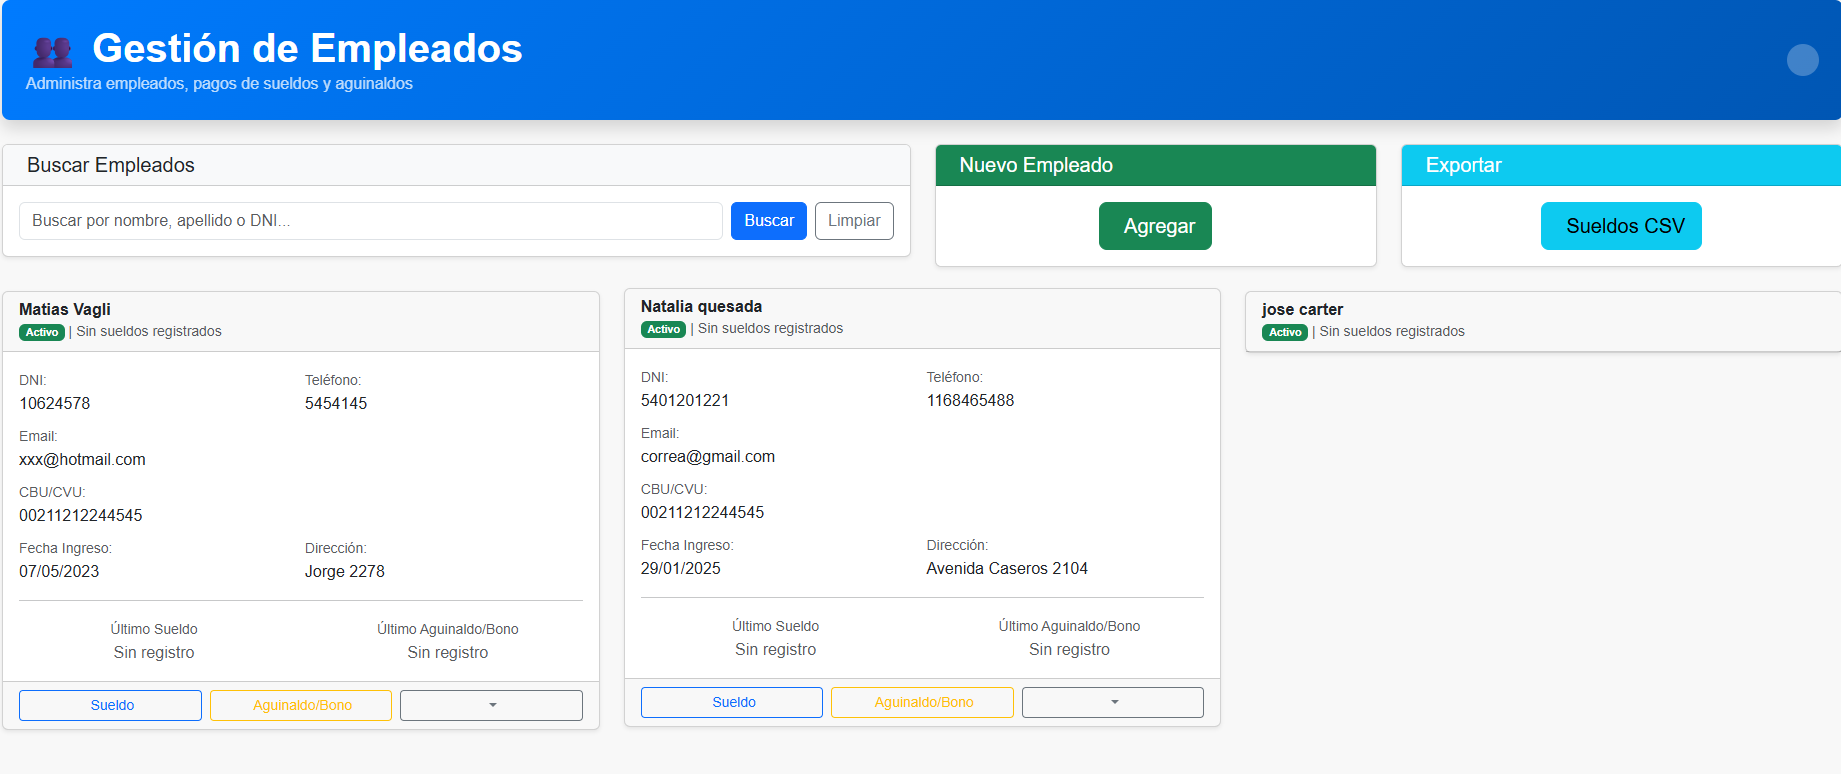 Gestión de Empleados
Administra empleados, pagos de sueldos y aguinaldos
Buscar Empleados
Buscar por nombre, apellido o DNI...
Buscar
Limpiar
Nuevo Empleado
Agregar
Exportar
Sueldos CSV
Matias Vagli
Activo | Sin sueldos registrados
DNI:
10624578
Teléfono:
5454145
Email:
xxx@hotmail.com
CBU/CVU:
00211212244545
Fecha Ingreso:
07/05/2023
Dirección:
Jorge 2278
Último Sueldo
Sin registro
Último Aguinaldo/Bono
Sin registro
Sueldo
Aguinaldo/Bono
Natalia quesada
Activo | Sin sueldos registrados
DNI:
5401201221
Teléfono:
1168465488
Email:
correa@gmail.com
CBU/CVU:
00211212244545
Fecha Ingreso:
29/01/2025
Dirección:
Avenida Caseros 2104
Último Sueldo
Sin registro
Último Aguinaldo/Bono
Sin registro
Sueldo
Aguinaldo/Bono
jose carter
Activo | Sin sueldos registrados